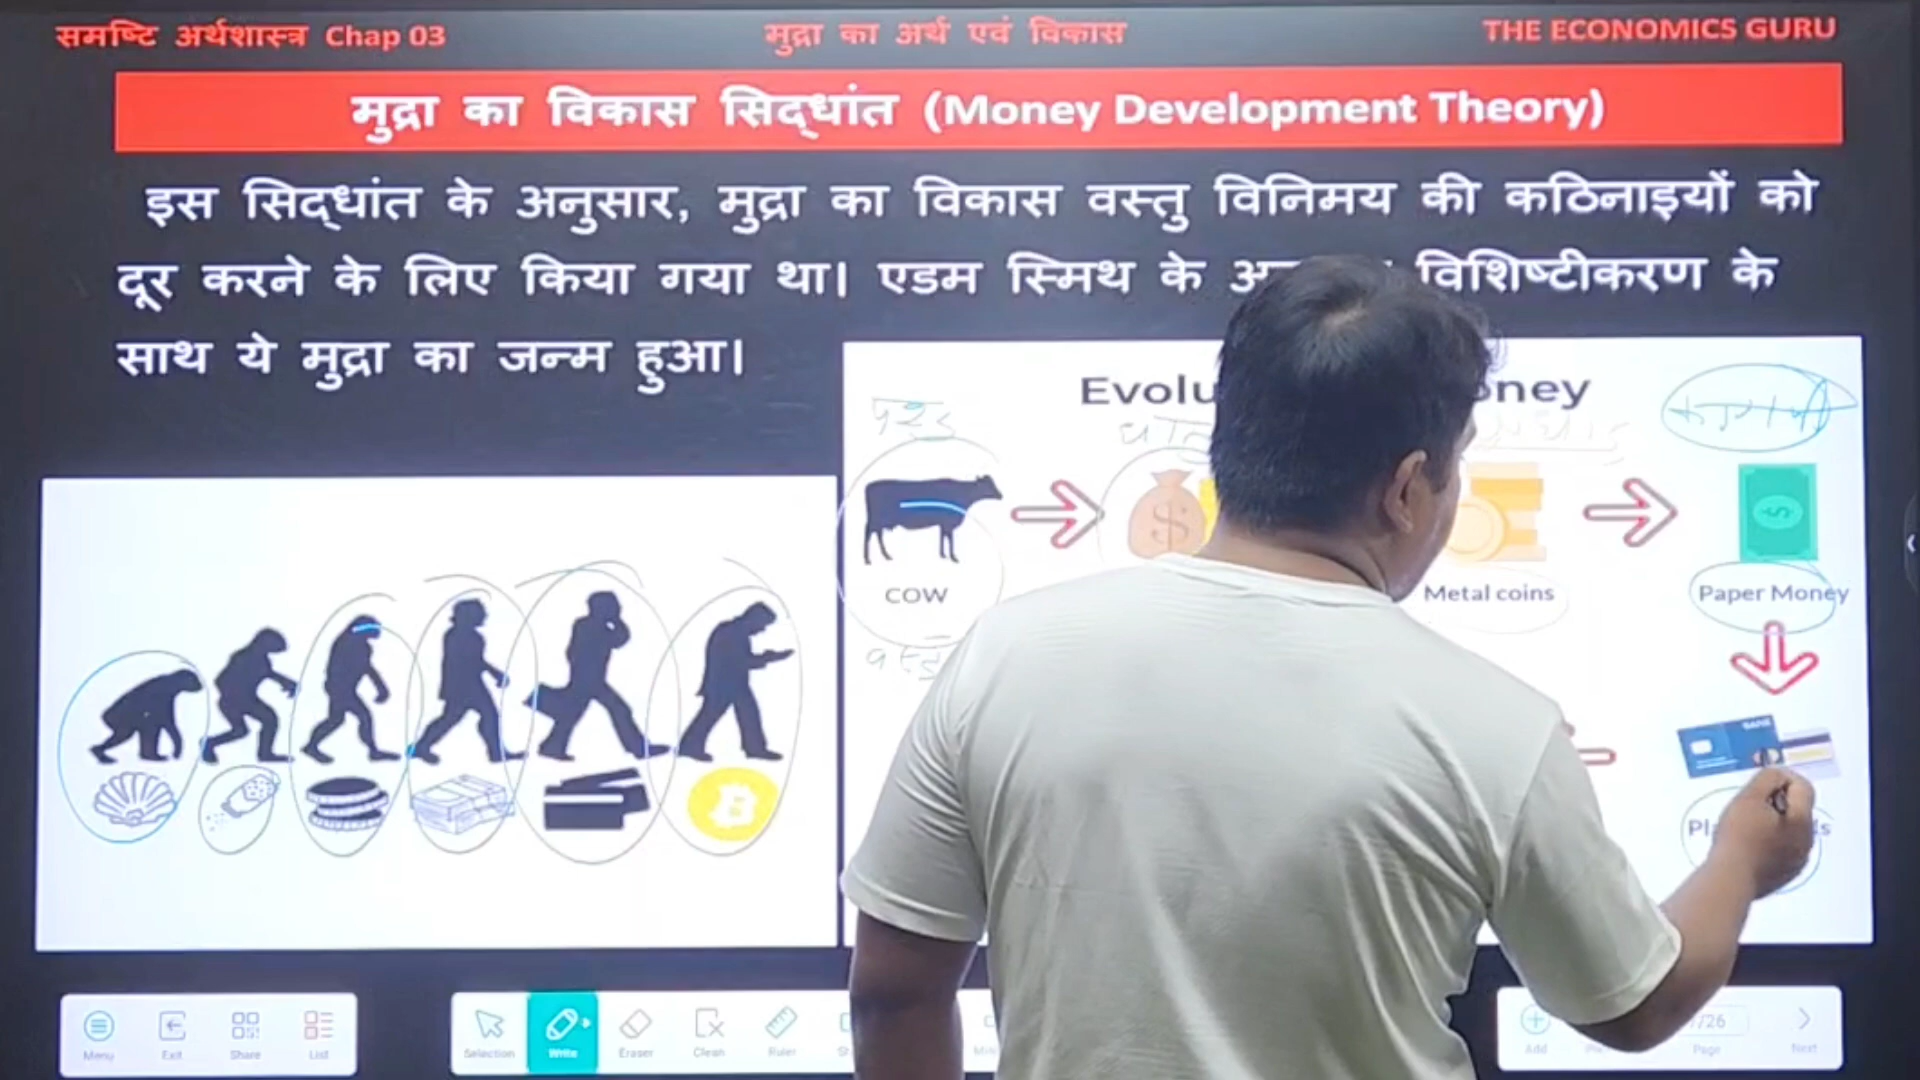 समष्टि अर्थशास्त्र Chap 03
मुद्रा का अर्थ एवं विकास
THE ECONOMICS GURU
मुद्रा का विकास सिद्धांत (Money Development Theory)
इस सिद्धांत के अनुसार, मुद्रा का विकास वस्तु विनिमय की कठिनाइयों को
दूर करने के लिए किया गया था। एडम स्मिथ के विशिष्टीकरण के
साथ ये मुद्रा का जन्म हुआ।
COW
Metal coins
Paper Money
BANK
Menu
Exit
Share
List
Selection
Write
Eraser
Clean
Ruler
Add
Page
Next